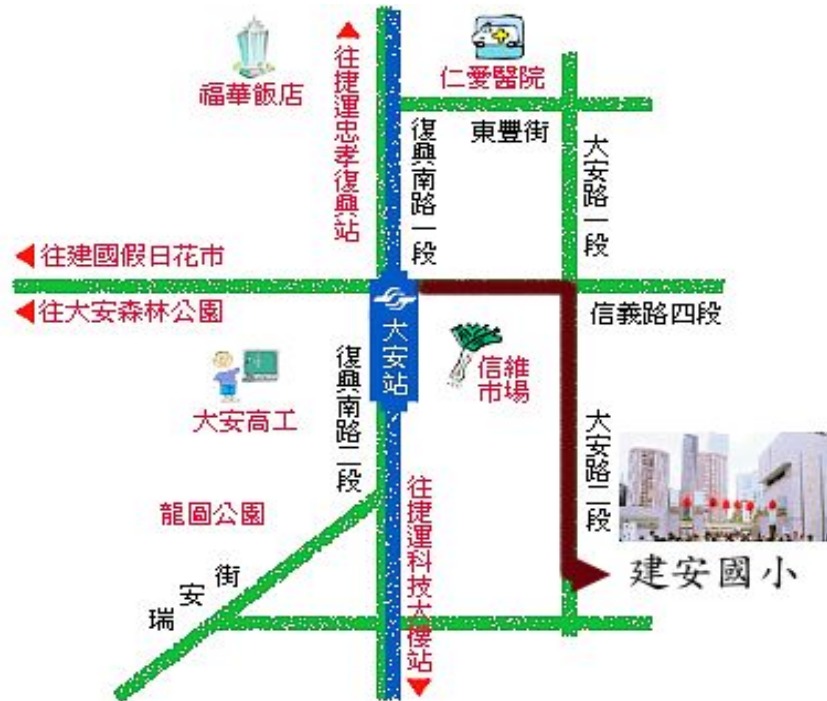 福華飯店
往捷運忠孝復興站
仁愛醫院
東豐街
復興南路一段
大安路一段
往建國假日花市
往大安森林公園
信義路四段
大安站
信維
市場
大安高工
復興南路二段
大安路二段
龍圖公園
瑞安街
往捷運科技大樓站
建安國小